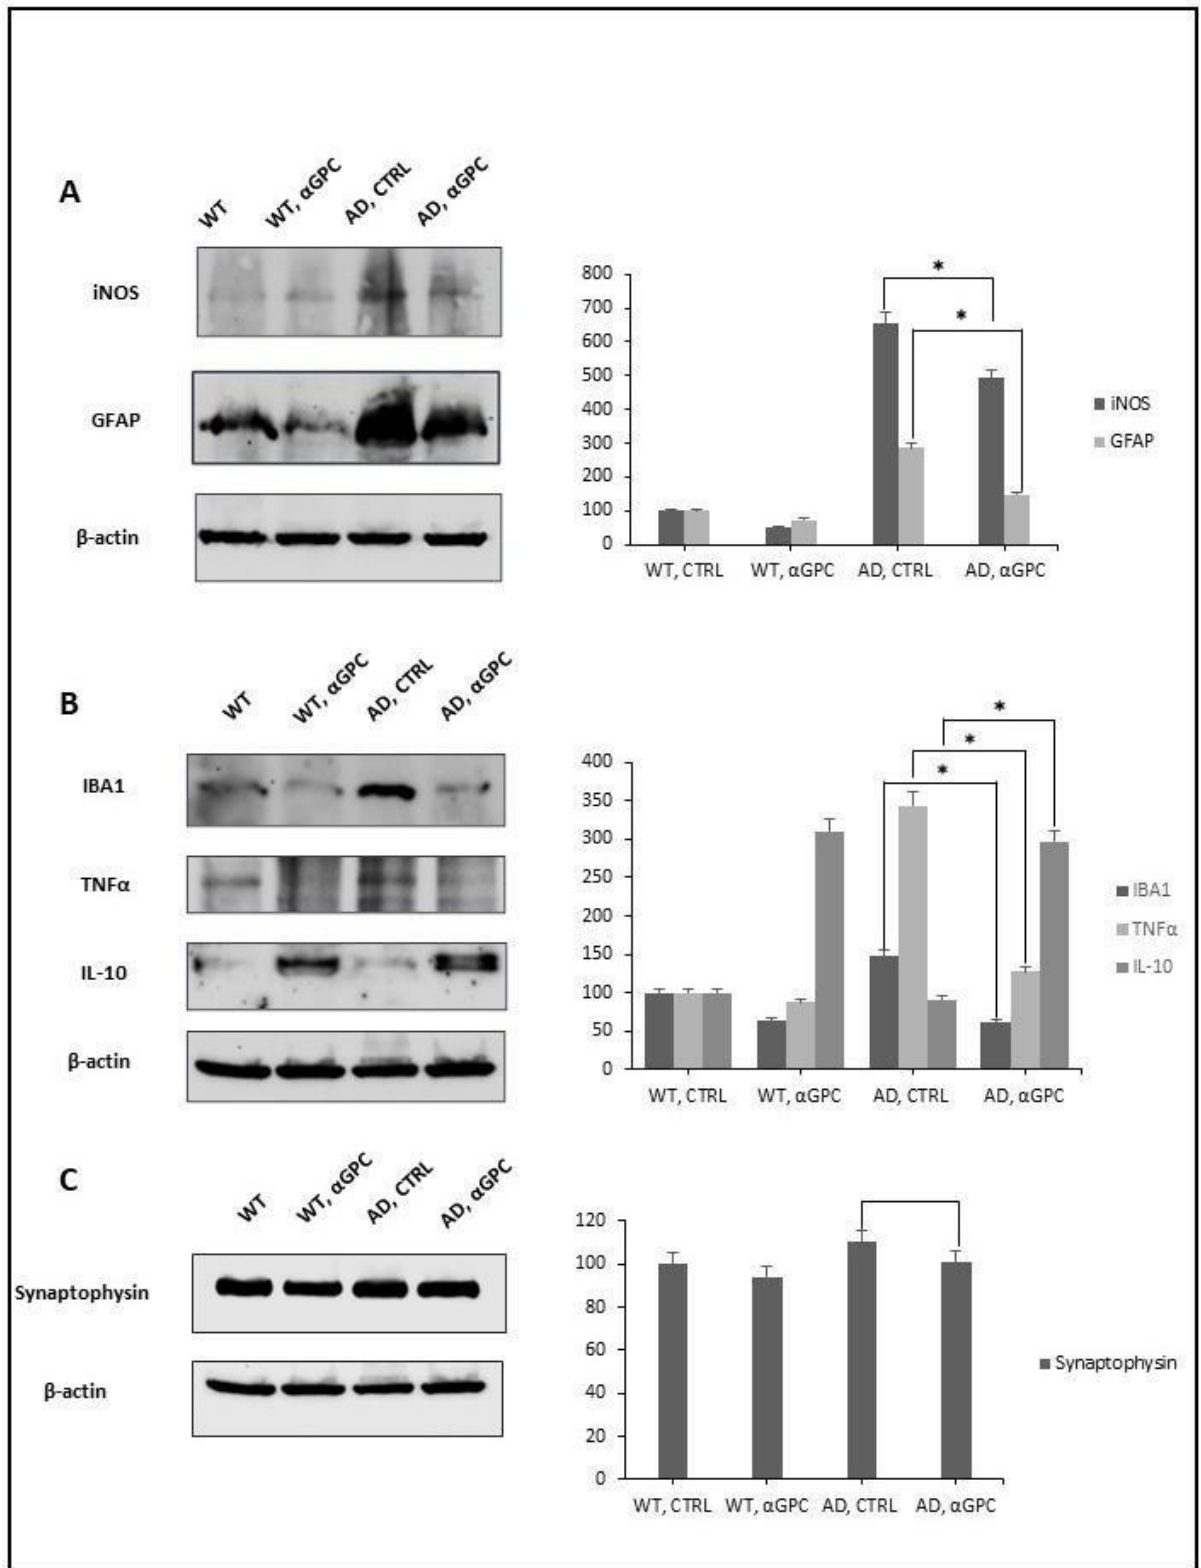 A
WT
WT, αGPC
AD, CTRL
AD, αGPC
iNOS
GFAP
β-actin
800
700
600
500
400
300
200
100
0
*
*
WT, CTRL
WT, αGPC
AD, CTRL
AD, αGPC
iNOS
GFAP
B
WT
WT, αGPC
AD, CTRL
AD, αGPC
IBA1
TNFα
IL-10
β-actin
400
350
300
250
200
150
100
50
0
*
*
*
WT, CTRL
WT, αGPC
AD, CTRL
AD, αGPC
IBA1
TNFα
IL-10
C
WT
WT, αGPC
AD, CTRL
AD, αGPC
Synaptophysin
β-actin
120
100
80
60
40
20
0
WT, CTRL
WT, αGPC
AD, CTRL
AD, αGPC
Synaptophysin